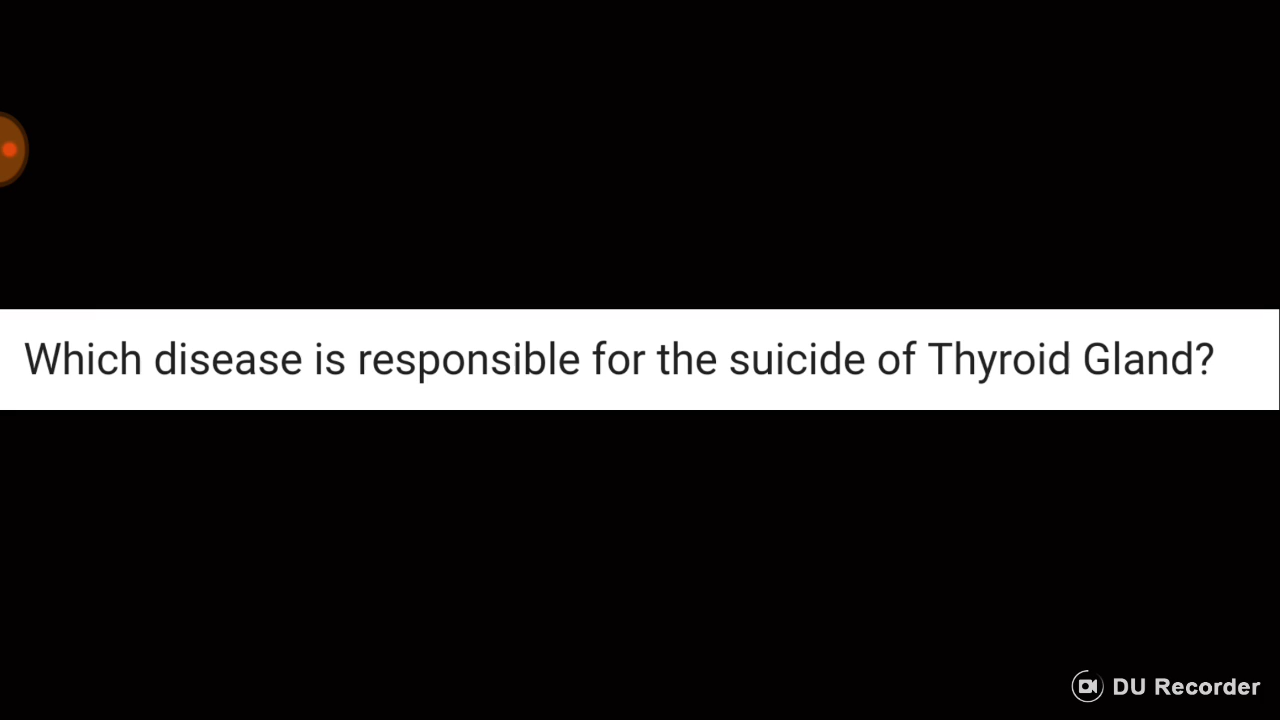 Which disease is responsible for the suicide of Thyroid Gland?
DU Recorder